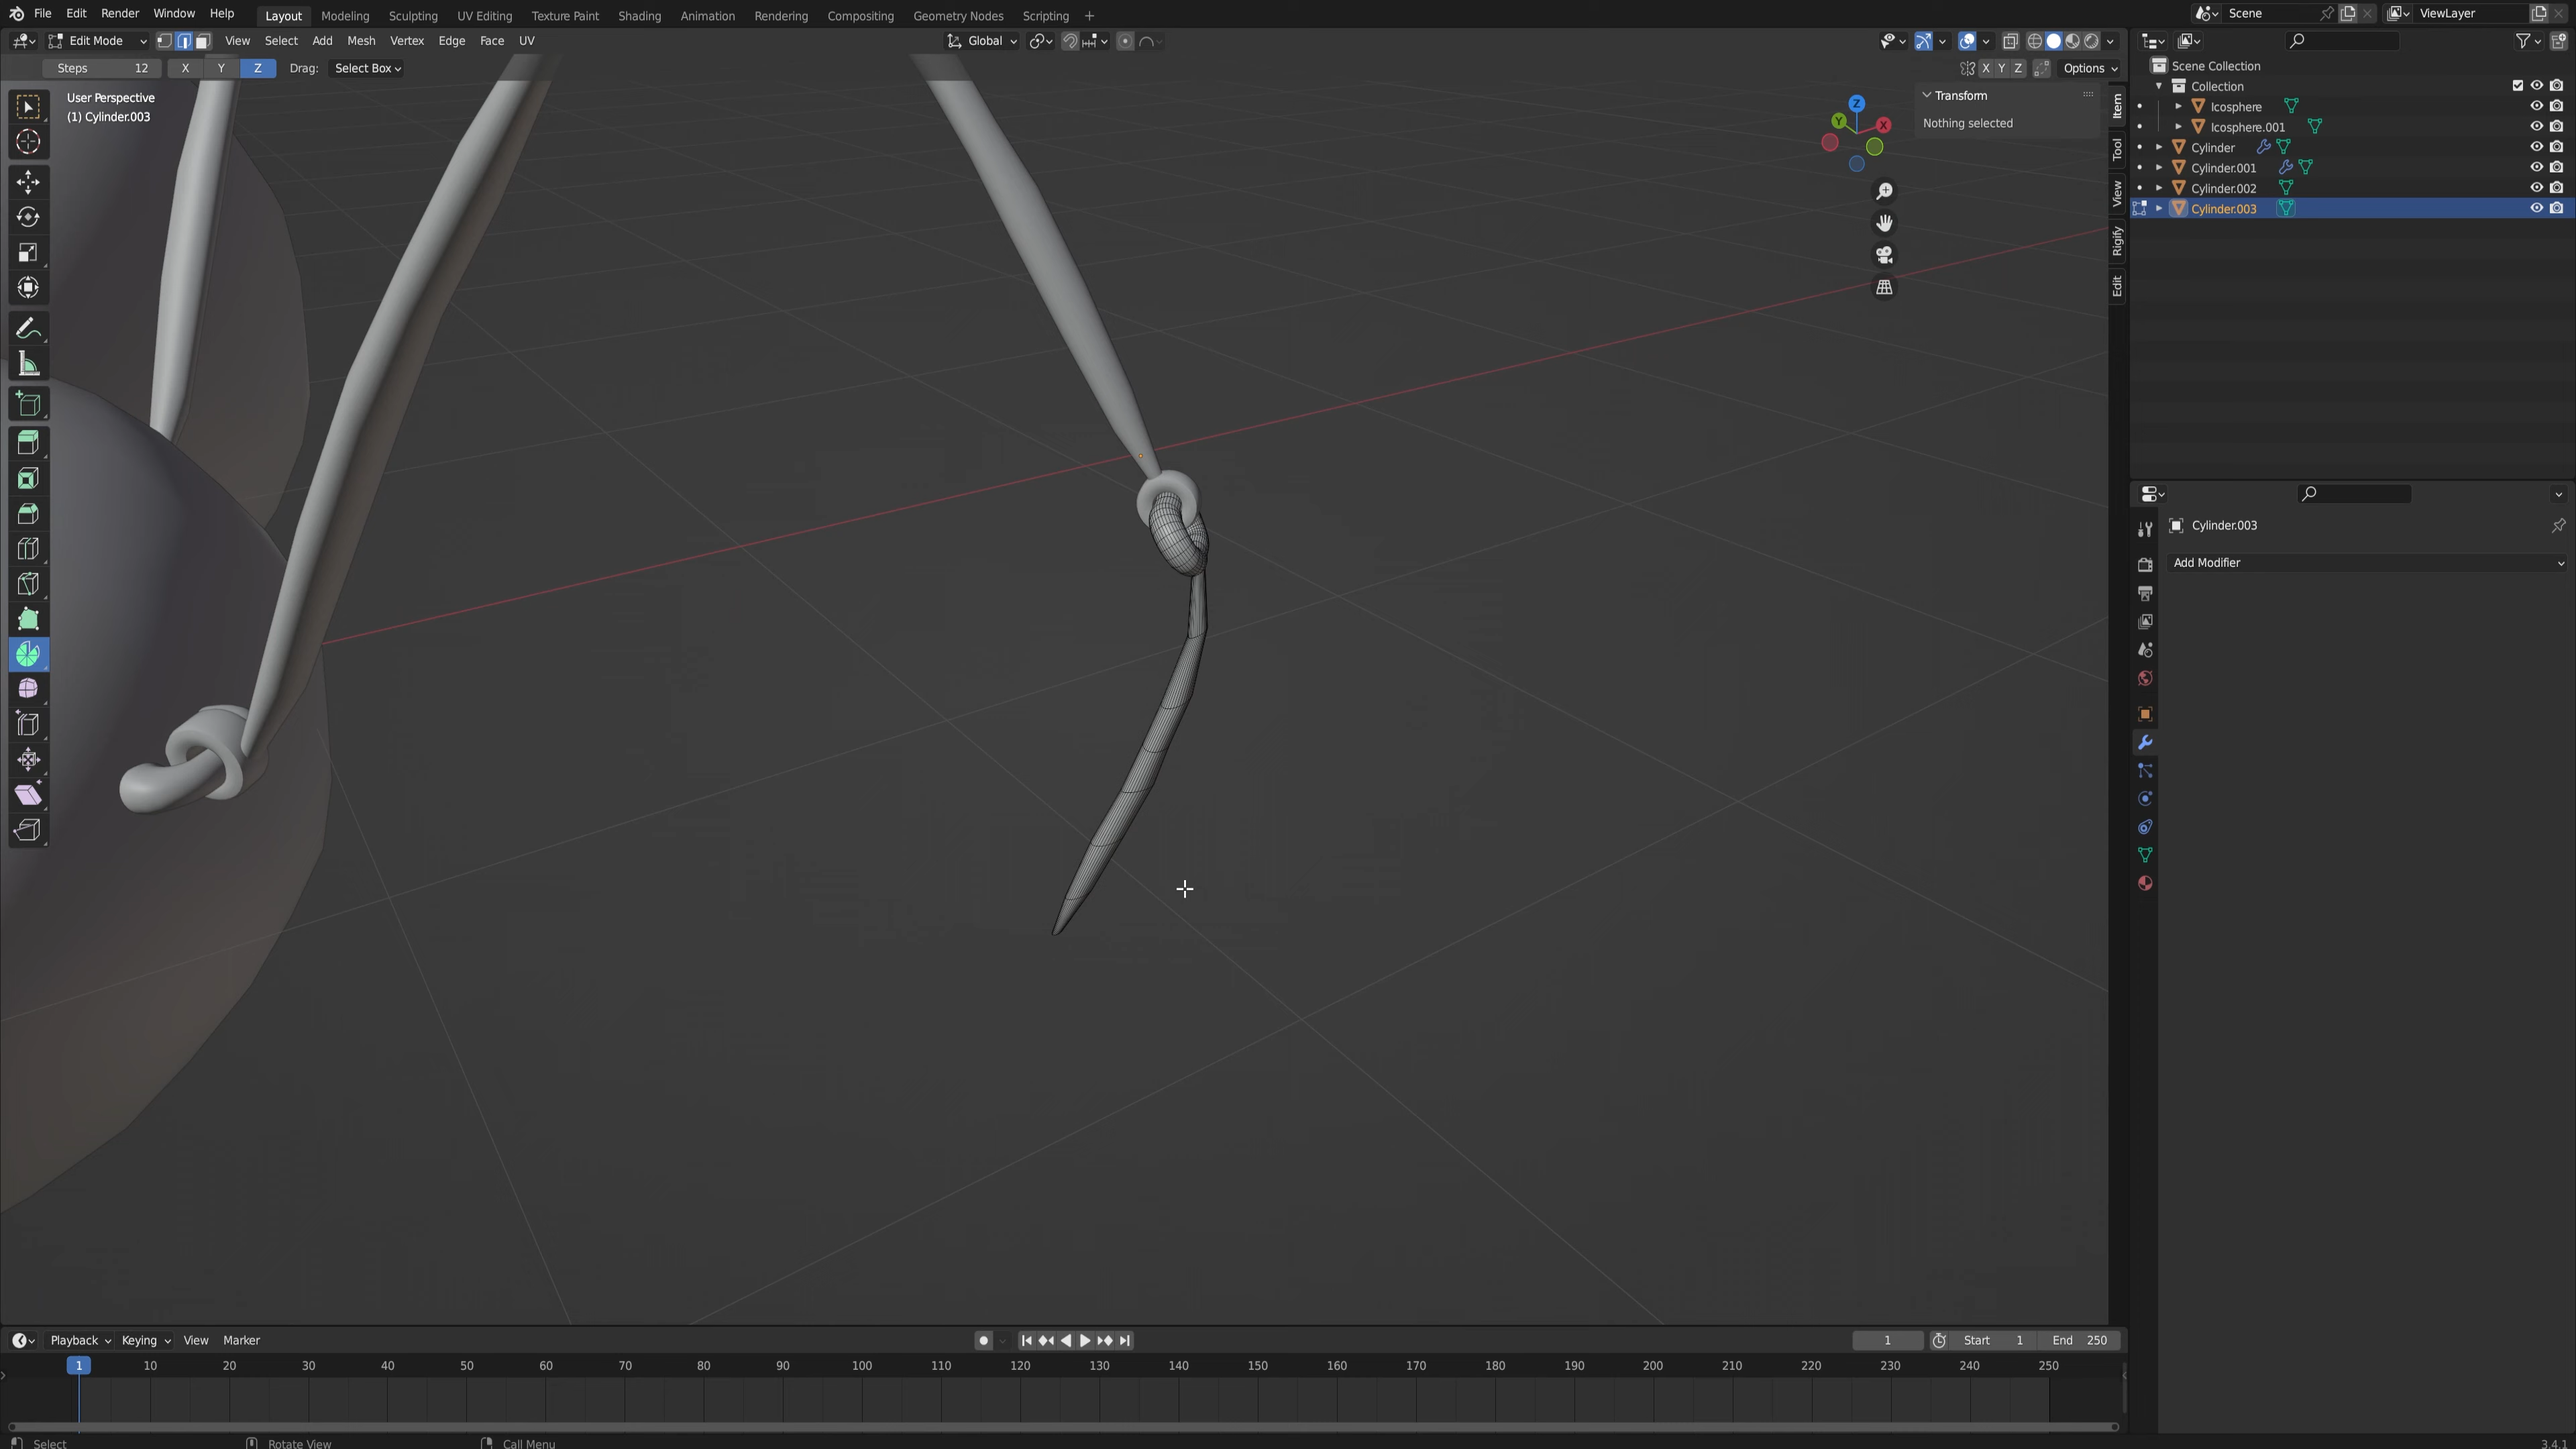 File Edit Render Window Help Layout Modeling Sculpting UV Editing Texture Paint Shading Animation Rendering Compositing Geometry Nodes Scripting + Scene ViewLayer
Edit Mode View Select Add Mesh Vertex Edge Face UV Global
Steps 12 X Y Z Drag: Select Box X Y Z Options
User Perspective
(1) Cylinder.003
Transform
Nothing selected
Z
Y
X
Item
Tool
View
Rigify
Edit
Scene Collection
Collection
Icosphere
Icosphere.001
Cylinder
Cylinder.001
Cylinder.002
Cylinder.003
Cylinder.003
Add Modifier
Playback Keying View Marker 1 Start 1 End 250
1 10 20 30 40 50 60 70 80 90 100 110 120 130 140 150 160 170 180 190 200 210 220 230 240 250
Select Rotate View Call Menu 3.4.1